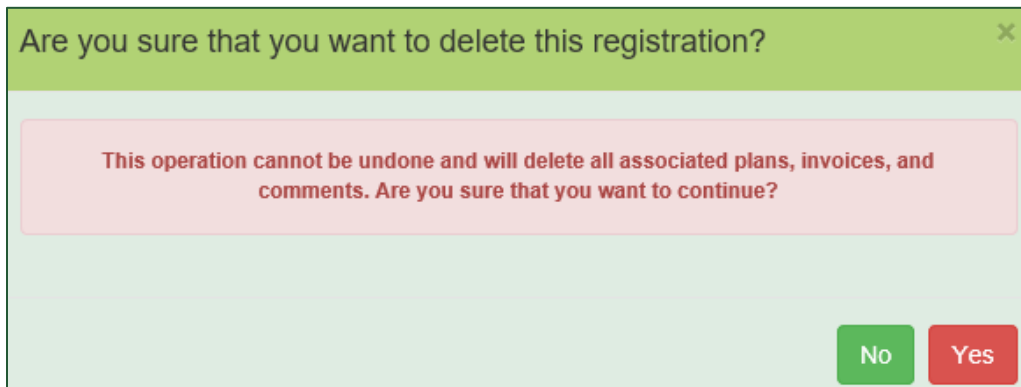 Are you sure that you want to delete this registration? ×
This operation cannot be undone and will delete all associated plans, invoices, and
comments. Are you sure that you want to continue?
No Yes